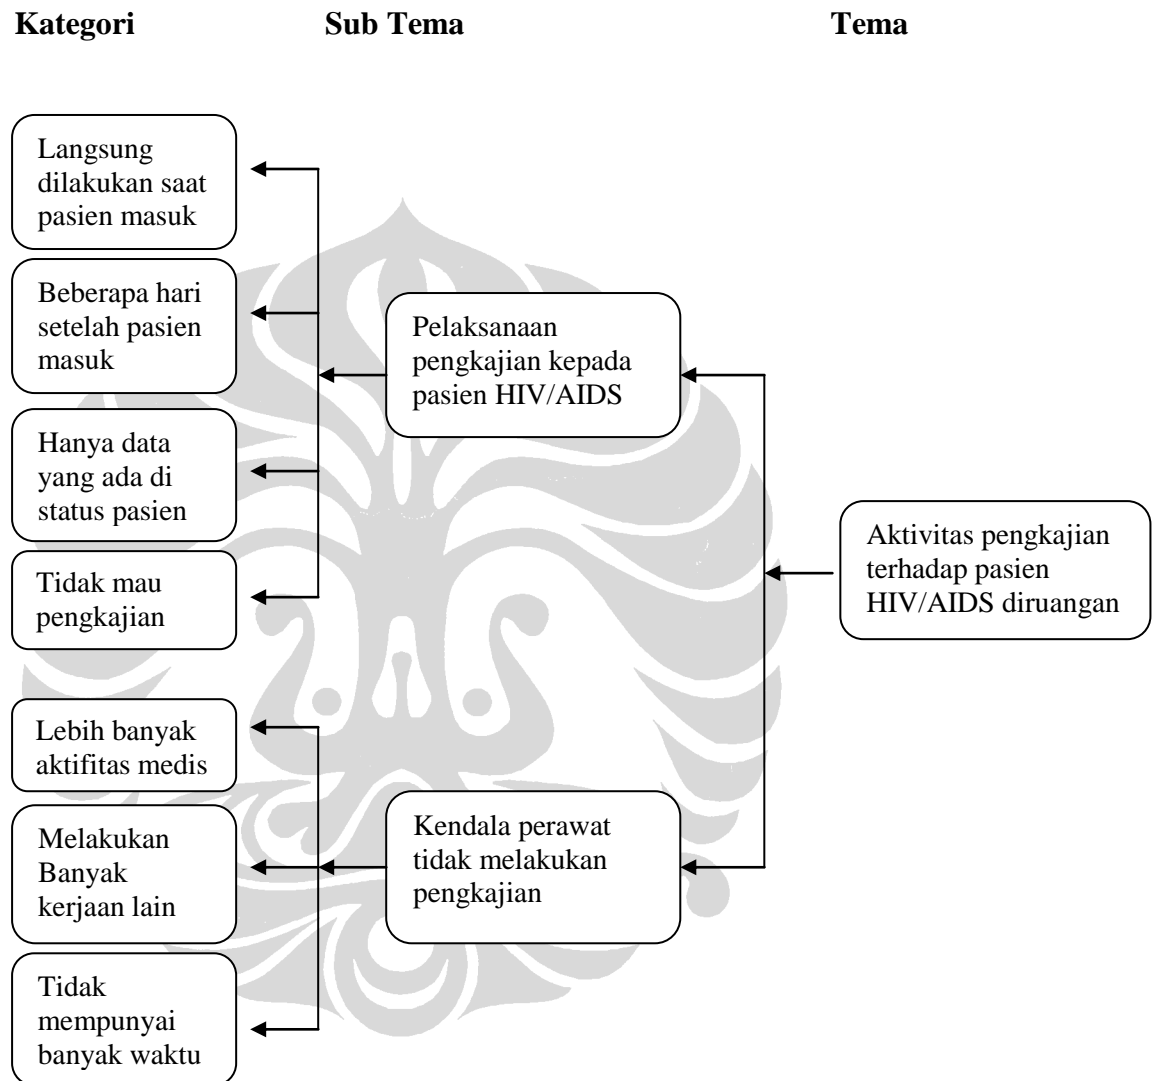 Kategori Sub Tema Tema
Langsung
dilakukan saat
pasien masuk
Beberapa hari
setelah pasien
masuk
Hanya data
yang ada di
status pasien
Tidak mau
pengkajian
Lebih banyak
aktifitas medis
Melakukan
Banyak
kerjaan lain
Tidak
mempunyai
banyak waktu
Pelaksanaan
pengkajian kepada
pasien HIV/AIDS
Kendala perawat
tidak melakukan
pengkajian
Aktivitas pengkajian
terhadap pasien
HIV/AIDS diruangan